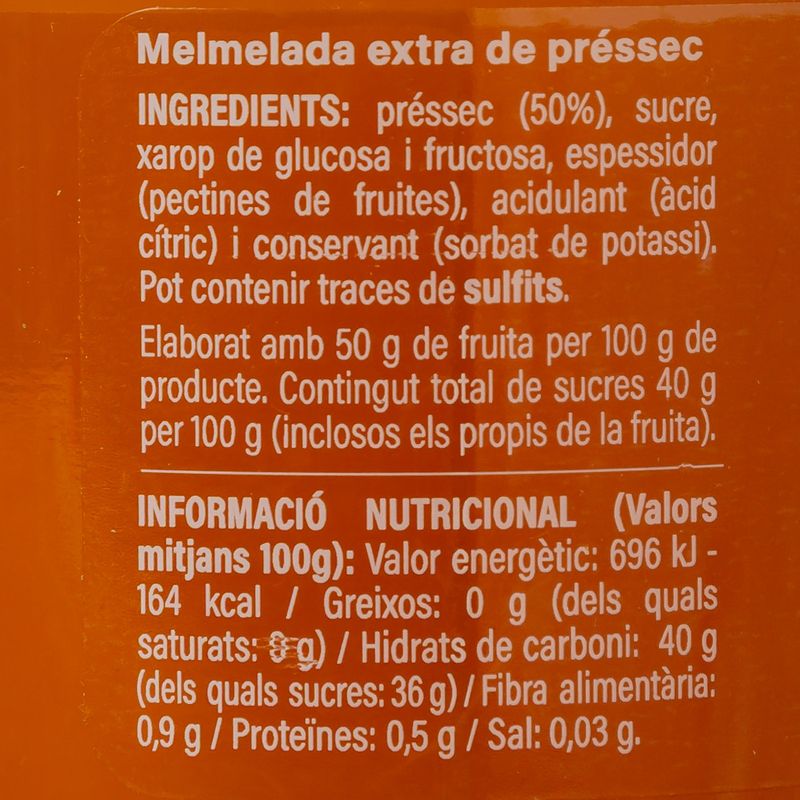 Melmelada extra de préssec
INGREDIENTS: préssec (50%), sucre,
xarop de glucosa i fructosa, espessidor
(pectines de fruites), acidulant (àcid
cítric) i conservant (sorbat de potassi).
Pot contenir traces de sulfits.
Elaborat amb 50 g de fruita per 100 g de
producte. Contingut total de sucres 40 g
per 100 g (inclosos els propis de la fruita).
INFORMACIÓ NUTRICIONAL (Valors
mitjans 100g): Valor energètic: 696 kJ -
164 kcal / Greixos: 0 g (dels quals
saturats: g) / Hidrats de carboni: 40 g
(dels quals sucres: 36 g) / Fibra alimentària:
0,9 g / Proteïnes: 0,5 g / Sal: 0,03 g.